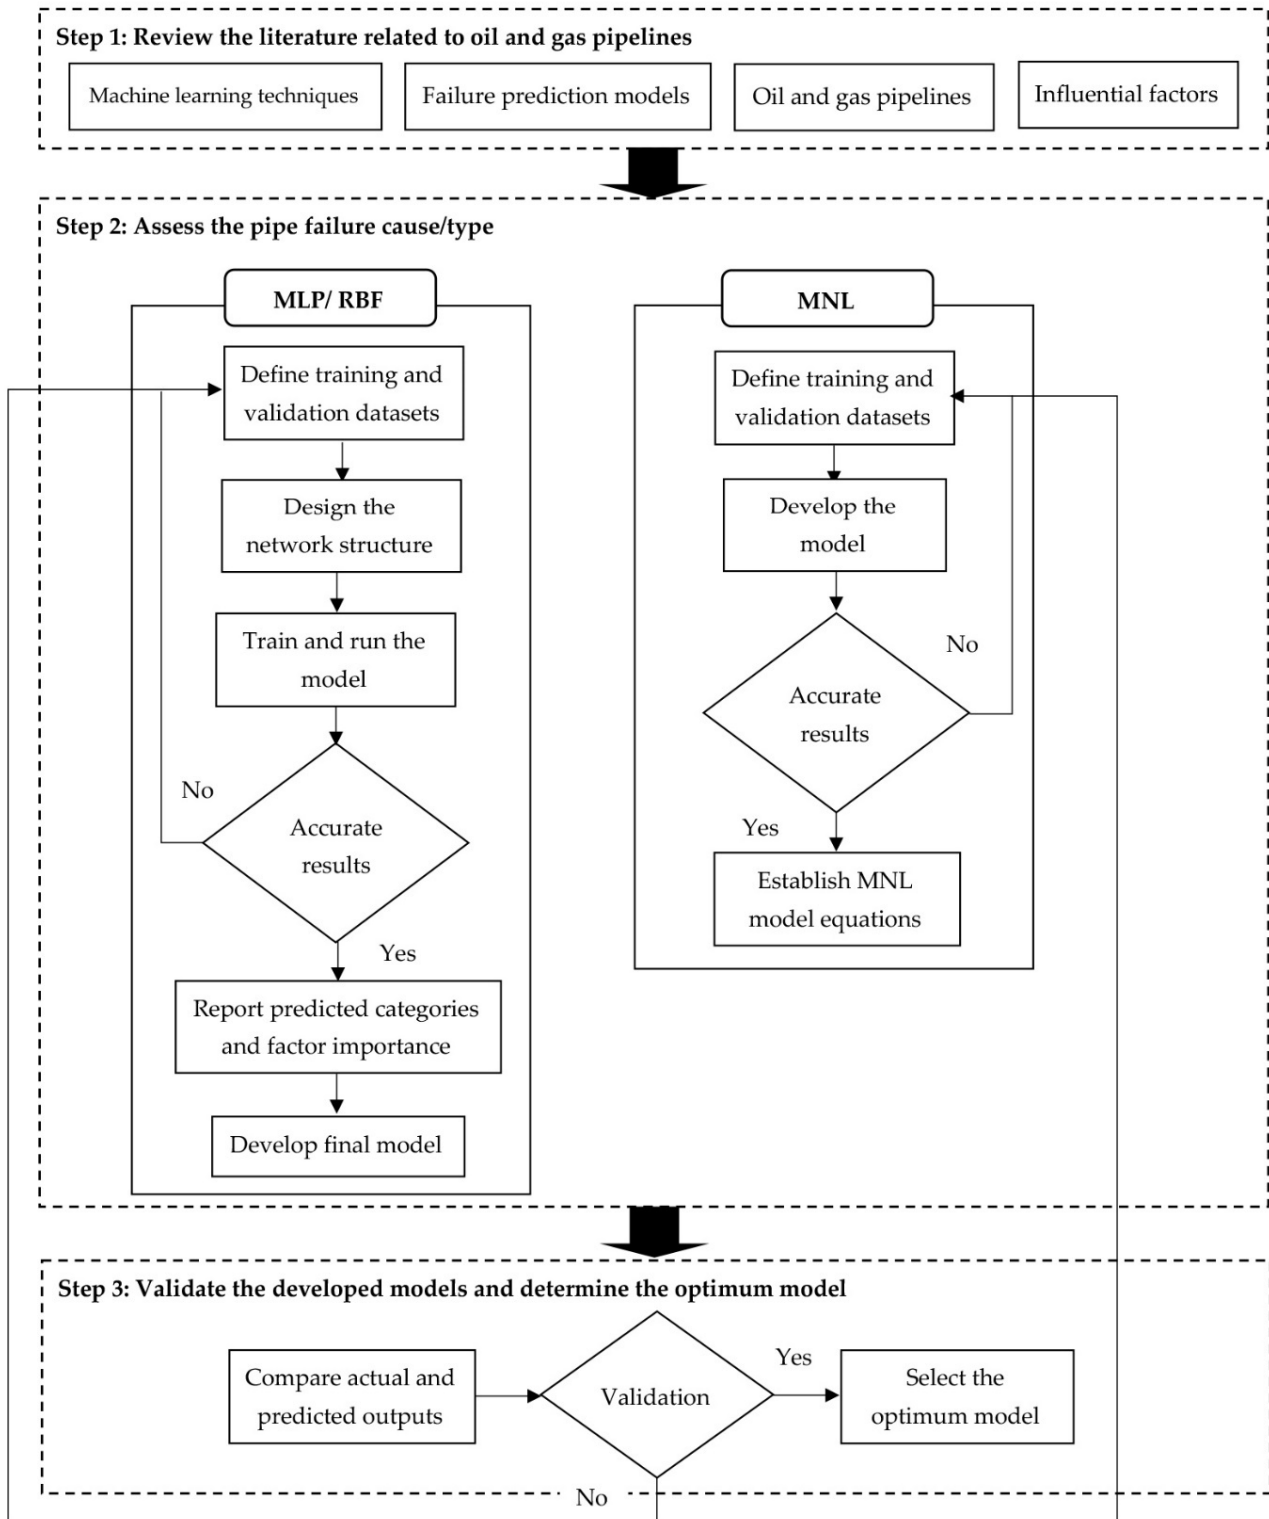 Step 1: Review the literature related to oil and gas pipelines
Machine learning techniques
Failure prediction models
Oil and gas pipelines
Influential factors
Step 2: Assess the pipe failure cause/type
MLP/ RBF
Define training and
validation datasets
Design the
network structure
Train and run the
model
No
Accurate
results
Yes
Report predicted categories
and factor importance
Develop final model
MNL
Define training and
validation datasets
Develop the
model
No
Accurate
results
Yes
Establish MNL
model equations
Step 3: Validate the developed models and determine the optimum model
Compare actual and
predicted outputs
Validation
Yes
Select the
optimum model
No